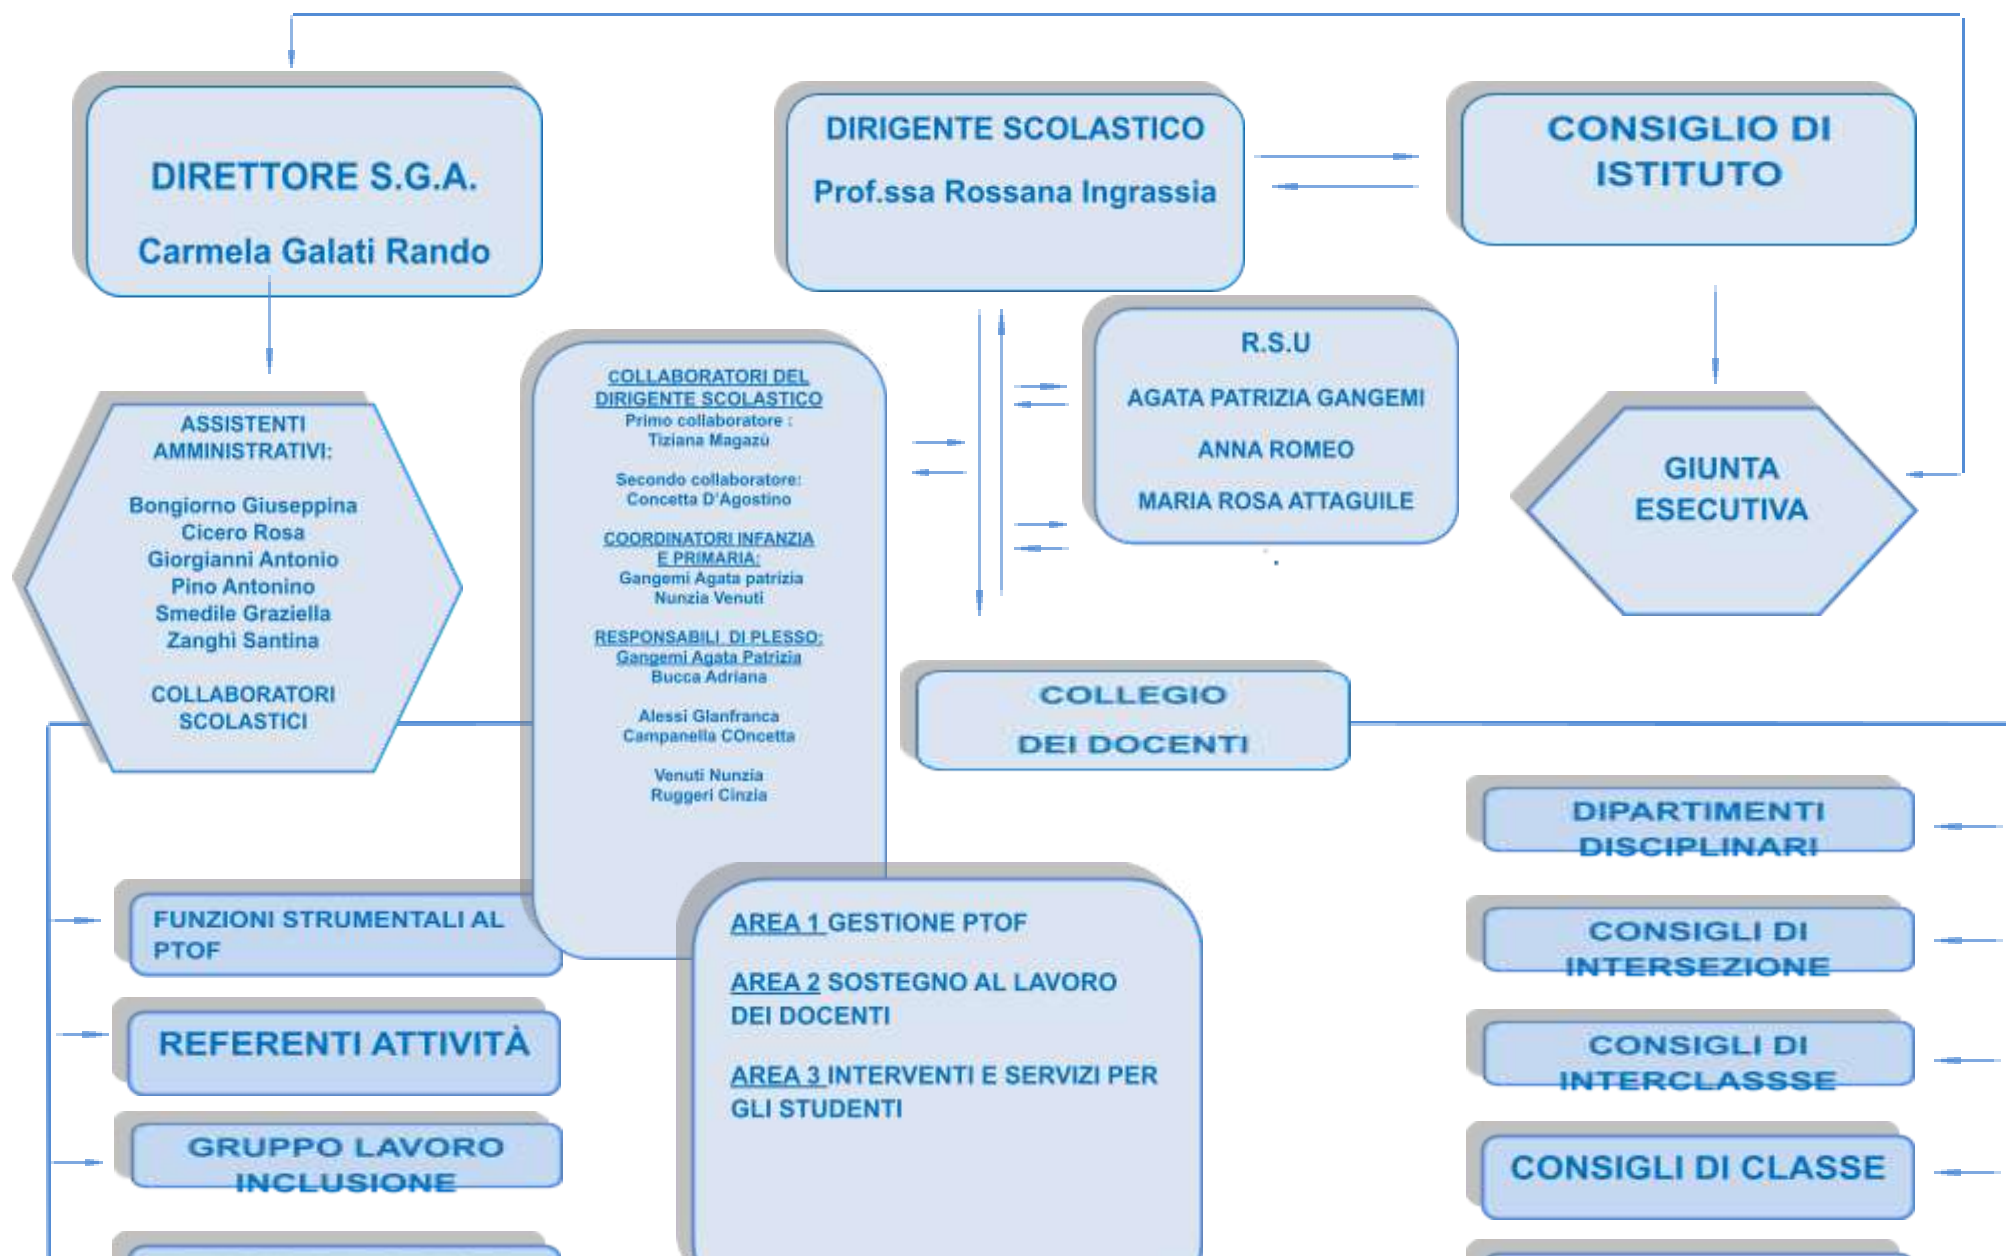 DIRETTORE S.G.A.
Carmela Galati Rando
DIRIGENTE SCOLASTICO
Prof.ssa Rossana Ingrassia
CONSIGLIO DI
ISTITUTO
R.S.U
AGATA PATRIZIA GANGEMI
ANNA ROMEO
MARIA ROSA ATTAGUILE
GIUNTA
ESECUTIVA
ASSISTENTI
AMMINISTRATIVI:
Bongiorno Giuseppina
Cicero Rosa
Giorgianni Antonio
Pino Antonino
Smedile Graziella
Zanghì Santina
COLLABORATORI
SCOLASTICI
COLLABORATORI DEL
DIRIGENTE SCOLASTICO
Primo collaboratore :
Tiziana Magazù
Secondo collaboratore:
Concetta D'Agostino
COORDINATORI INFANZIA
E PRIMARIA:
Gangemi Agata patrizia
Nunzia Venuti
RESPONSABILI DI PLESSO:
Gangemi Agata Patrizia
Bucca Adriana
Alessi Gianfranca
Campanella COncetta
Venuti Nunzia
Ruggeri Cinzia
COLLEGIO
DEI DOCENTI
FUNZIONI STRUMENTALI AL
PTOF
REFERENTI ATTIVITÀ
GRUPPO LAVORO
INCLUSIONE
AREA 1 GESTIONE PTOF
AREA 2 SOSTEGNO AL LAVORO
DEI DOCENTI
AREA 3 INTERVENTI E SERVIZI PER
GLI STUDENTI
DIPARTIMENTI
DISCIPLINARI
CONSIGLI DI
INTERSEZIONE
CONSIGLI DI
INTERCLASSSE
CONSIGLI DI CLASSE